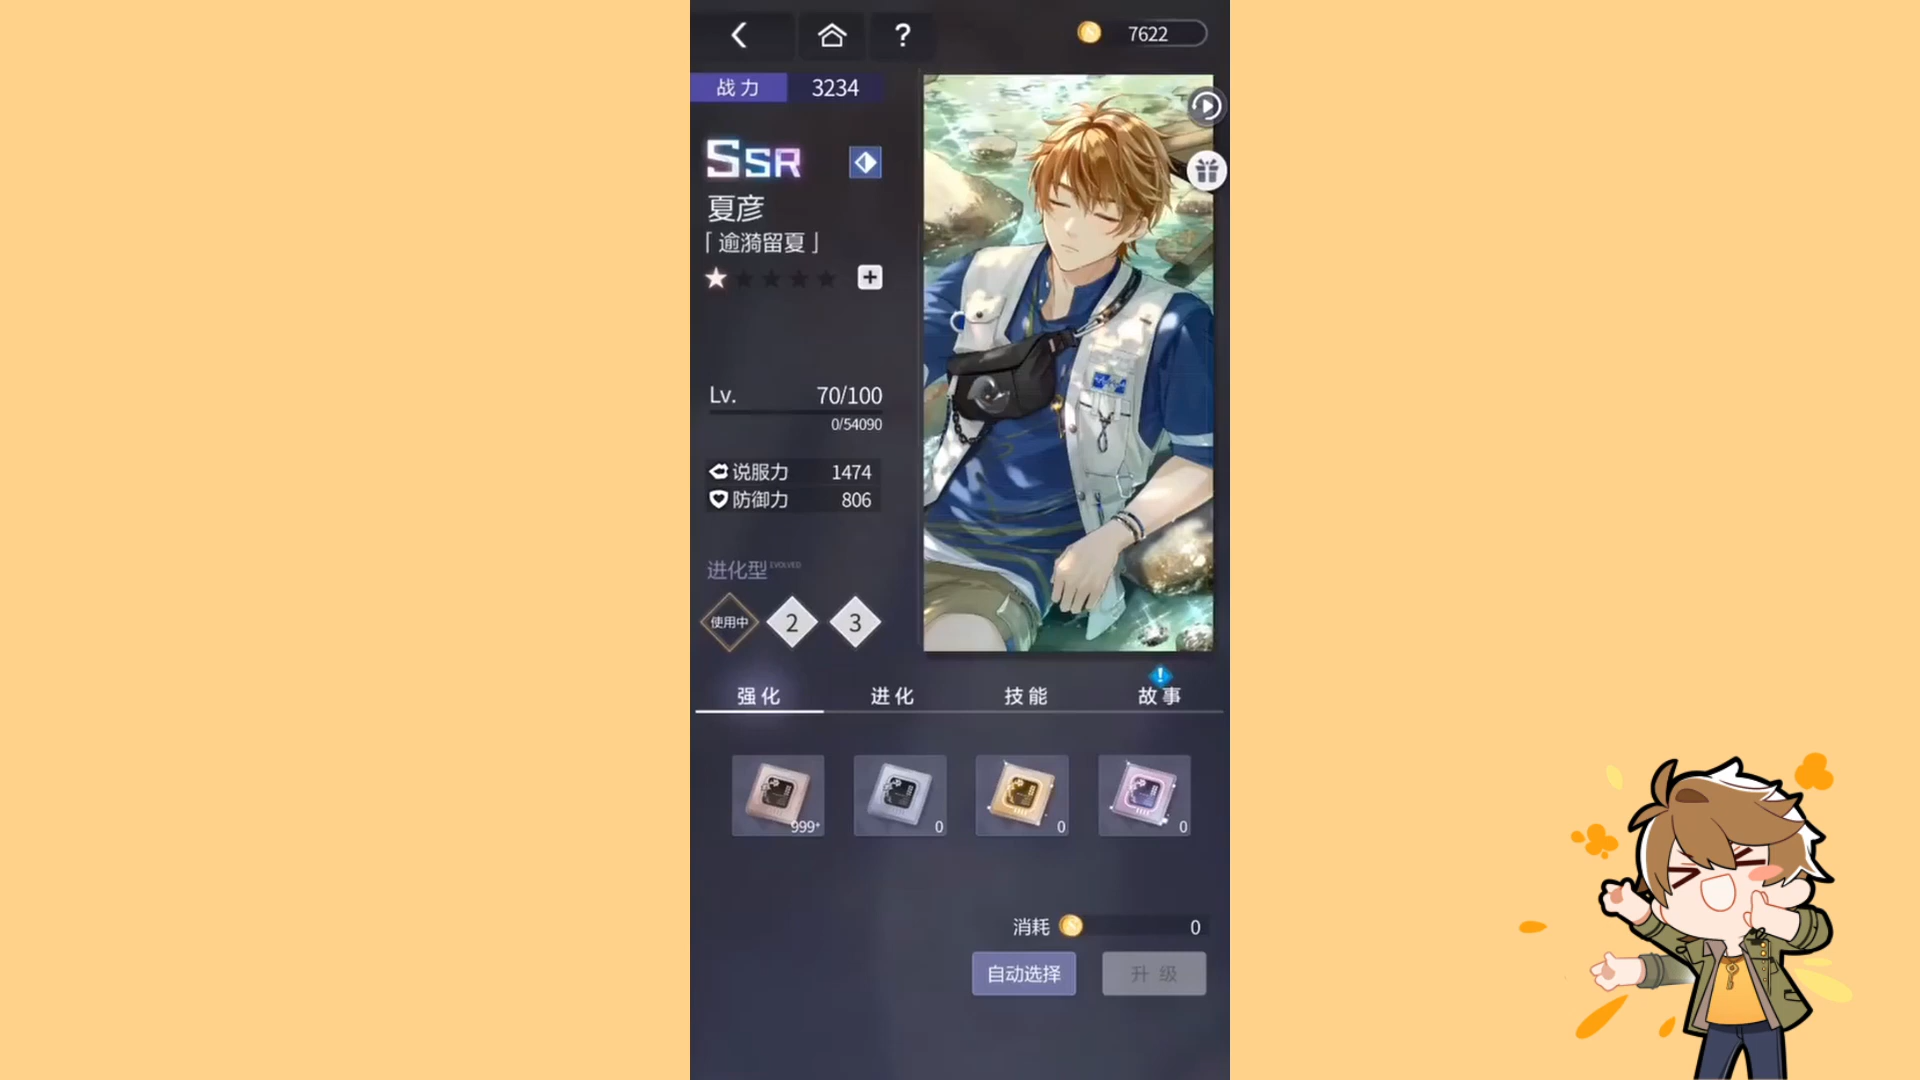 ?
7622
战力 3234
SSR
夏彦
「逾漪留夏」
Lv. 70/100
0/54090
说服力 1474
防御力 806
进化型 EVOLVED
使用中 2 3
强化 进化 技能 故事
999+ 0 0 0
消耗 0
自动选择 升级